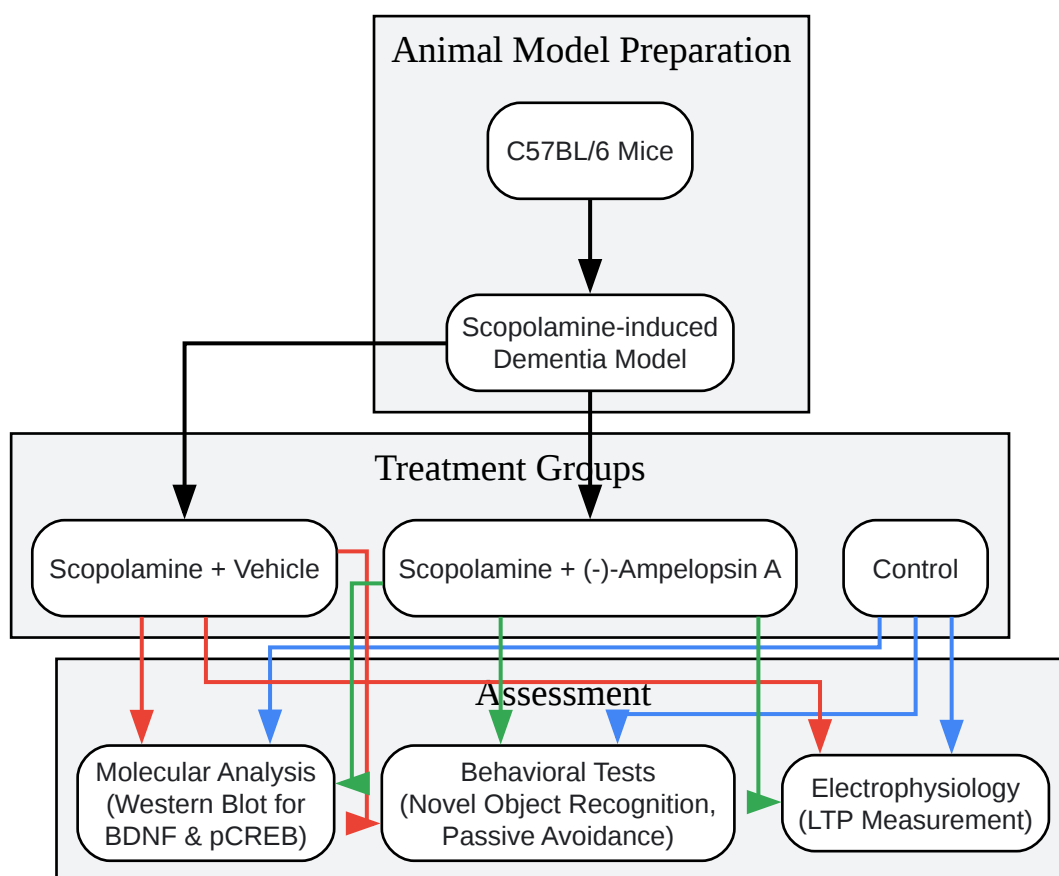 Animal Model Preparation
C57BL/6 Mice
Scopolamine-induced
Dementia Model
Treatment Groups
Scopolamine + Vehicle
Scopolamine + (-)-Ampelopsin A
Control
Assessment
Molecular Analysis
(Western Blot for
BDNF & pCREB)
Behavioral Tests
(Novel Object Recognition,
Passive Avoidance)
Electrophysiology
(LTP Measurement)